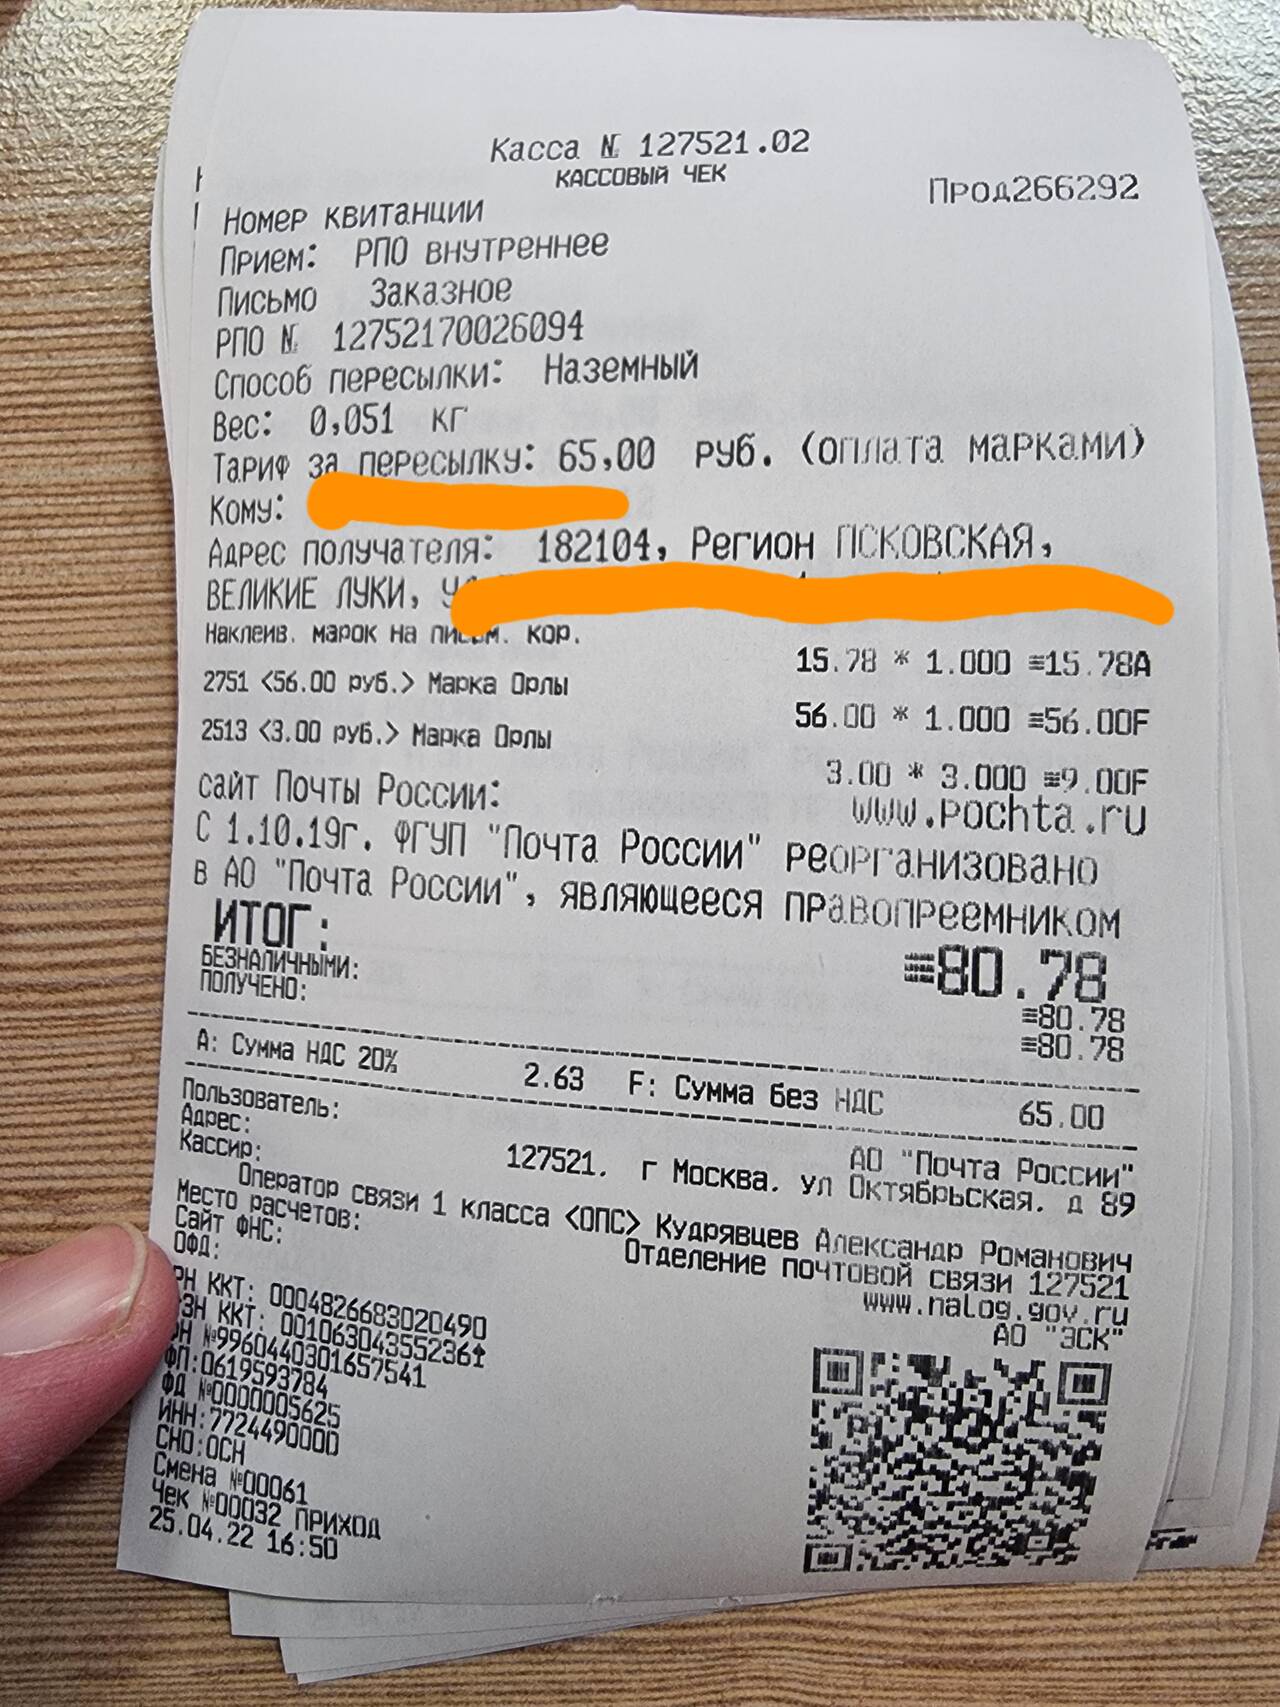 Касса № 127521.02
КАССОВЫЙ ЧЕК
Прод266292
Номер квитанции
Прием: РПО внутреннее
Письмо Заказное
РПО № 12752170026094
Способ пересылки: Наземный
Вес: 0,051 кг
Тариф за пересылку: 65,00 руб. (оплата марками)
Кому:
Адрес получателя: 182104, Регион ПСКОВСКАЯ,
ВЕЛИКИЕ ЛУКИ,
Наклеив. марок на письм. кор.
15.78 * 1.000 ≡15.78А
2751 <56.00 руб.> Марка Орлы
56.00 * 1.000 ≡56.00F
2513 <3.00 руб.> Марка Орлы
3.00 * 3.000 ≡9.00F
сайт Почты России:
www.pochta.ru
С 1.10.19г. ФГУП "Почта России" реорганизовано
в АО "Почта России", являющееся правопреемником
ИТОГ: ≡80.78
БЕЗНАЛИЧНЫМИ: ≡80.78
ПОЛУЧЕНО: ≡80.78
А: Сумма НДС 20% 2.63 F: Сумма без НДС 65.00
Пользователь: АО "Почта России"
Адрес: 127521. г Москва. ул Октябрьская. д 89
Кассир:
Оператор связи 1 класса <ОПС> Кудрявцев Александр Романович
Место расчетов: Отделение почтовой связи 127521
Сайт ФНС: www.nalog.gov.ru
ОФД: АО "ЭСК"
РН ККТ: 0004826683020490
ЗН ККТ: 00106304355236
№9960440301657541
ФП:0619593784
ФД №0000005625
ИНН:7724490000
СНО:ОСН
Смена №00061
Чек №00032 ПРИХОД
25.04.22 16:50